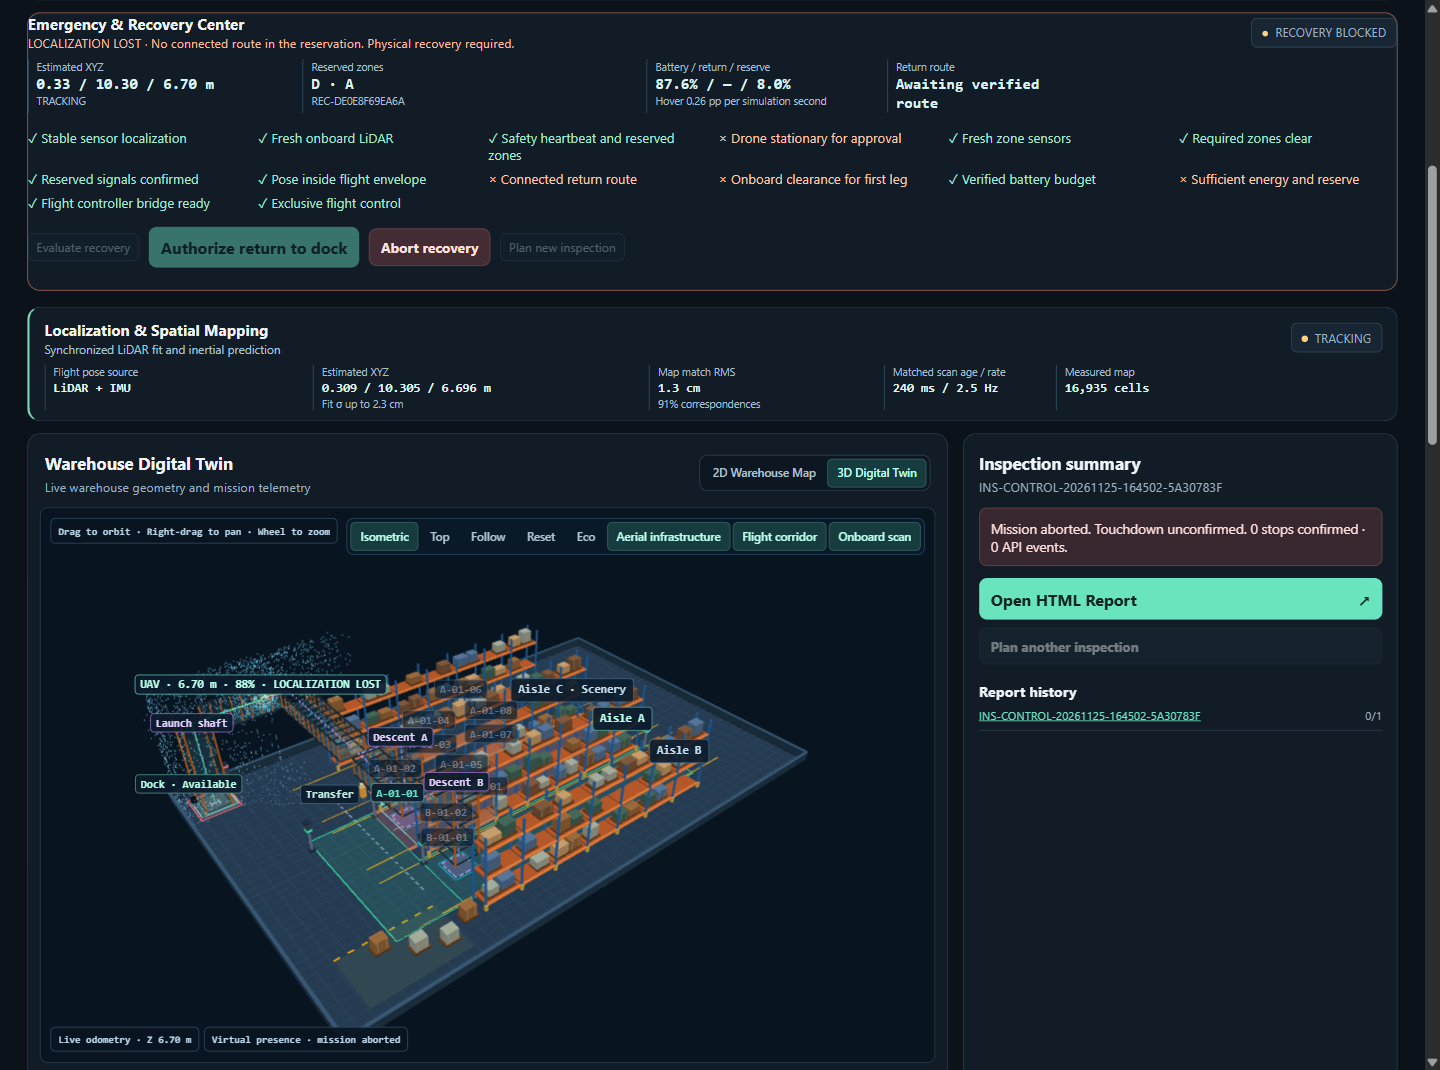 Emergency & Recovery Center
LOCALIZATION LOST · No connected route in the reservation. Physical recovery required.
RECOVERY BLOCKED
Estimated XYZ
0.33 / 10.30 / 6.70 m
TRACKING
Reserved zones
D · A
REC-DE0E8F69EA6A
Battery / return / reserve
87.6% / — / 8.0%
Hover 0.26 pp per simulation second
Return route
Awaiting verified
route
✓ Stable sensor localization
✓ Fresh onboard LiDAR
✓ Safety heartbeat and reserved
zones
× Drone stationary for approval
✓ Fresh zone sensors
✓ Required zones clear
✓ Reserved signals confirmed
✓ Pose inside flight envelope
× Connected return route
× Onboard clearance for first leg
✓ Verified battery budget
× Sufficient energy and reserve
✓ Flight controller bridge ready
✓ Exclusive flight control
Evaluate recovery
Authorize return to dock
Abort recovery
Plan new inspection
Localization & Spatial Mapping
Synchronized LiDAR fit and inertial prediction
TRACKING
Flight pose source
LiDAR + IMU
Estimated XYZ
0.309 / 10.305 / 6.696 m
Fit σ up to 2.3 cm
Map match RMS
1.3 cm
91% correspondences
Matched scan age / rate
240 ms / 2.5 Hz
Measured map
16,935 cells
Warehouse Digital Twin
Live warehouse geometry and mission telemetry
2D Warehouse Map
3D Digital Twin
Drag to orbit · Right-drag to pan · Wheel to zoom
Isometric
Top
Follow
Reset
Eco
Aerial infrastructure
Flight corridor
Onboard scan
UAV · 6.70 m · 88% · LOCALIZATION LOST
A-01-06
Aisle C · Scenery
Launch shaft
A-01-04
A-01-08
Aisle A
Descent A
A-01-07
Aisle B
A-01-02
A-01-05
Dock · Available
Descent B
Transfer
A-01-01
B-01-02
B-01-01
Live odometry · Z 6.70 m
Virtual presence · mission aborted
Inspection summary
INS-CONTROL-20261125-164502-5A30783F
Mission aborted. Touchdown unconfirmed. 0 stops confirmed ·
0 API events.
Open HTML Report ↗
Plan another inspection
Report history
INS-CONTROL-20261125-164502-5A30783F
0/1